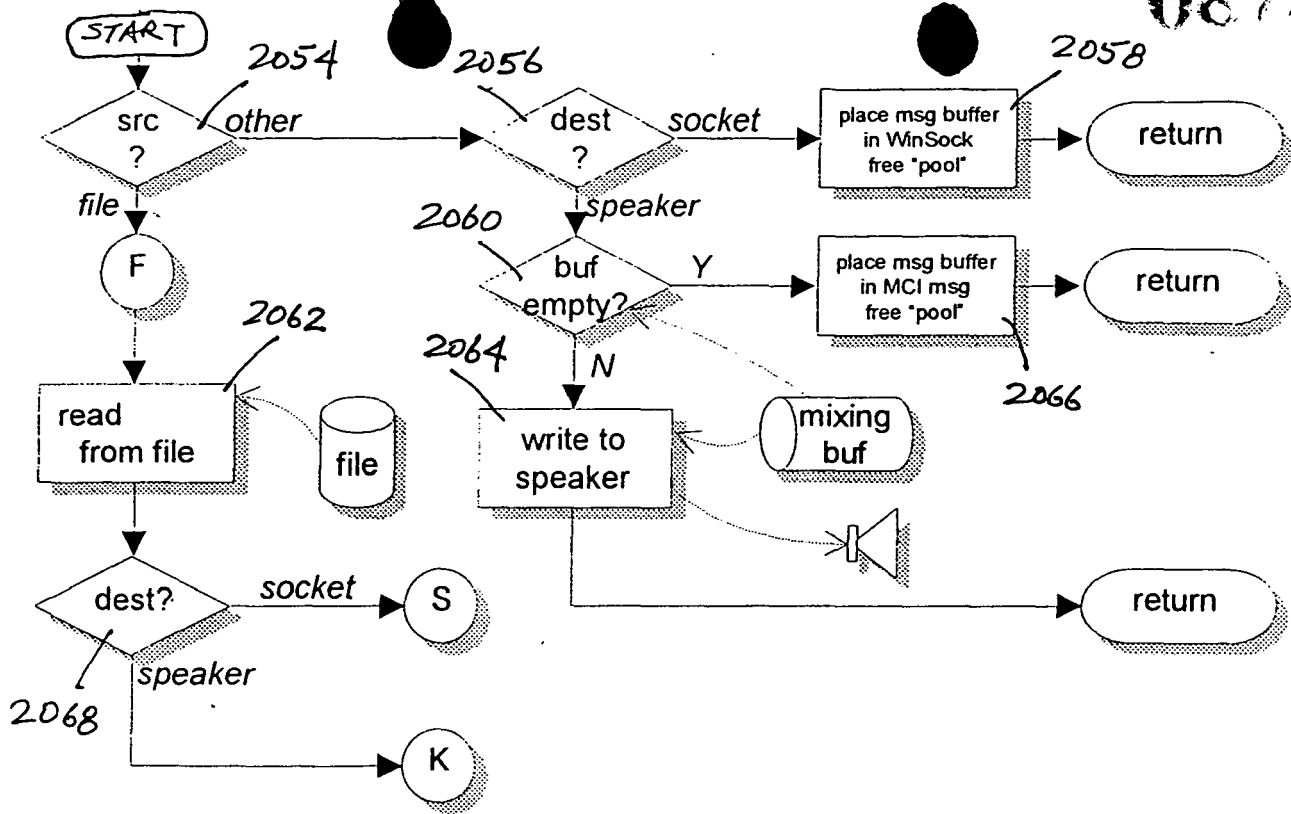 START
2054
2056
2058
src
?
other
dest
?
socket
place msg buffer
in WinSock
free "pool"
return
file
speaker
2060
F
buf
empty?
Y
place msg buffer
in MCI msg
free "pool"
return
2062
2064
N
2066
read
from file
file
write to
speaker
mixing
buf
dest?
socket
S
return
speaker
2068
K